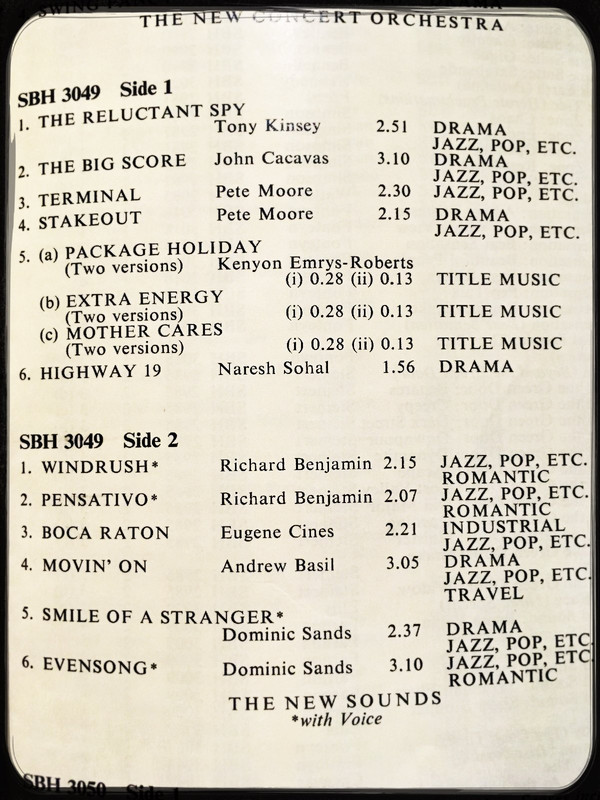 THE NEW CONCERT ORCHESTRA
SBH 3049 Side 1
1. THE RELUCTANT SPY
Tony Kinsey 2.51 DRAMA
JAZZ, POP, ETC.
2. THE BIG SCORE John Cacavas 3.10 DRAMA
JAZZ, POP, ETC.
3. TERMINAL Pete Moore 2.30 JAZZ, POP, ETC.
4. STAKEOUT Pete Moore 2.15 DRAMA
JAZZ, POP, ETC.
5. (a) PACKAGE HOLIDAY
(Two versions) Kenyon Emrys-Roberts
(i) 0.28 (ii) 0.13 TITLE MUSIC
(b) EXTRA ENERGY
(Two versions) (i) 0.28 (ii) 0.13 TITLE MUSIC
(c) MOTHER CARES
(Two versions) (i) 0.28 (ii) 0.13 TITLE MUSIC
6. HIGHWAY 19 Naresh Sohal 1.56 DRAMA
SBH 3049 Side 2
1. WINDRUSH* Richard Benjamin 2.15 JAZZ, POP, ETC.
ROMANTIC
2. PENSATIVO* Richard Benjamin 2.07 JAZZ, POP, ETC.
ROMANTIC
3. BOCA RATON Eugene Cines 2.21 INDUSTRIAL
JAZZ, POP, ETC.
4. MOVIN' ON Andrew Basil 3.05 DRAMA
JAZZ, POP, ETC.
TRAVEL
5. SMILE OF A STRANGER*
Dominic Sands 2.37 DRAMA
JAZZ, POP, ETC.
6. EVENSONG* Dominic Sands 3.10 JAZZ, POP, ETC.
ROMANTIC
THE NEW SOUNDS
*with Voice
SBH 3050 Side 1